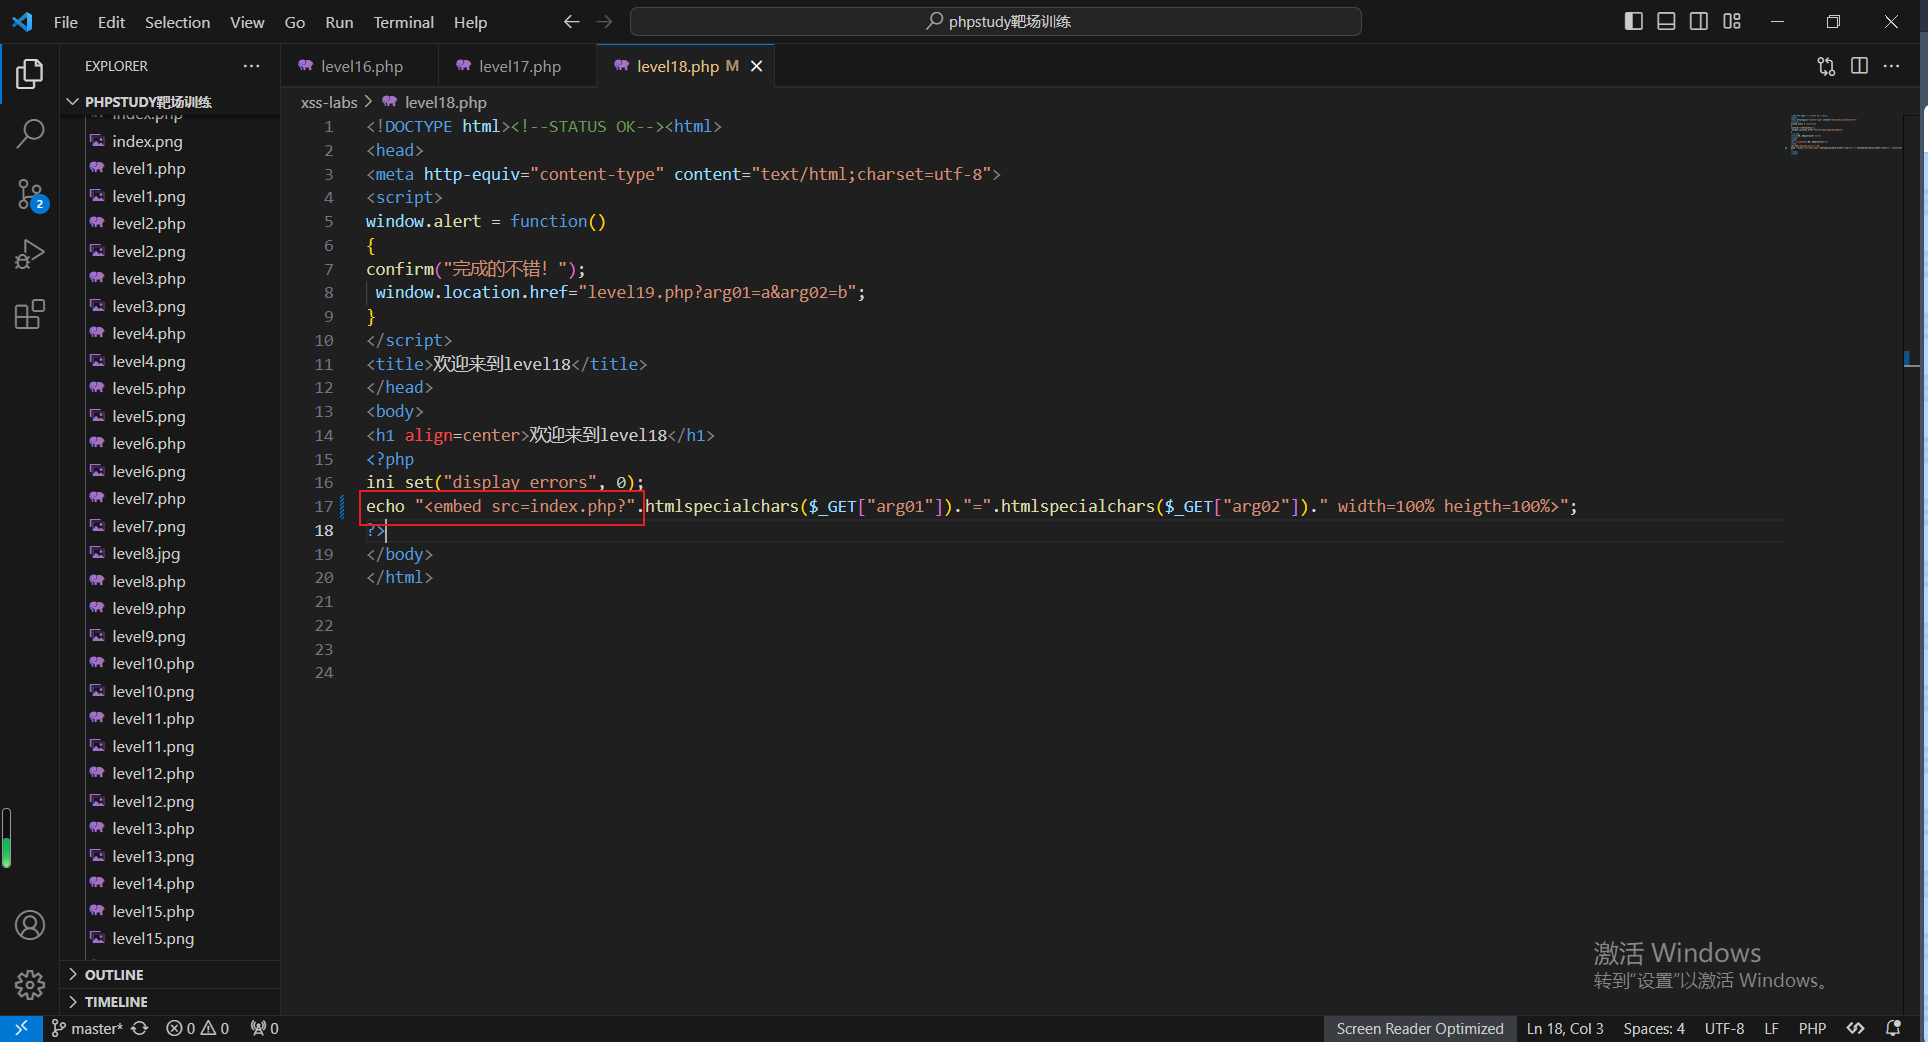 File Edit Selection View Go Run Terminal Help
phpstudy靶场训练
EXPLORER
PHPSTUDY靶场训练
index.php
index.png
level1.php
level1.png
level2.php
level2.png
level3.php
level3.png
level4.php
level4.png
level5.php
level5.png
level6.php
level6.png
level7.php
level7.png
level8.jpg
level8.php
level9.php
level9.png
level10.php
level10.png
level11.php
level11.png
level12.php
level12.png
level13.php
level13.png
level14.php
level15.php
level15.png
OUTLINE
TIMELINE
2
level16.php level17.php level18.php M
xss-labs > level18.php
1 <!DOCTYPE html><!--STATUS OK--><html>
2 <head>
3 <meta http-equiv="content-type" content="text/html;charset=utf-8">
4 <script>
5 window.alert = function()
6 {
7 confirm("完成的不错！");
8 window.location.href="level19.php?arg01=a&arg02=b";
9 }
10 </script>
11 <title>欢迎来到level18</title>
12 </head>
13 <body>
14 <h1 align=center>欢迎来到level18</h1>
15 <?php
16 ini_set("display_errors", 0);
17 echo "<embed src=index.php?".htmlspecialchars($_GET["arg01"])."=".htmlspecialchars($_GET["arg02"])." width=100% heigth=100%>";
18 ?>
19 </body>
20 </html>
21
22
23
24
激活 Windows
转到“设置”以激活 Windows。
master* 0 0 0 Screen Reader Optimized Ln 18, Col 3 Spaces: 4 UTF-8 LF PHP